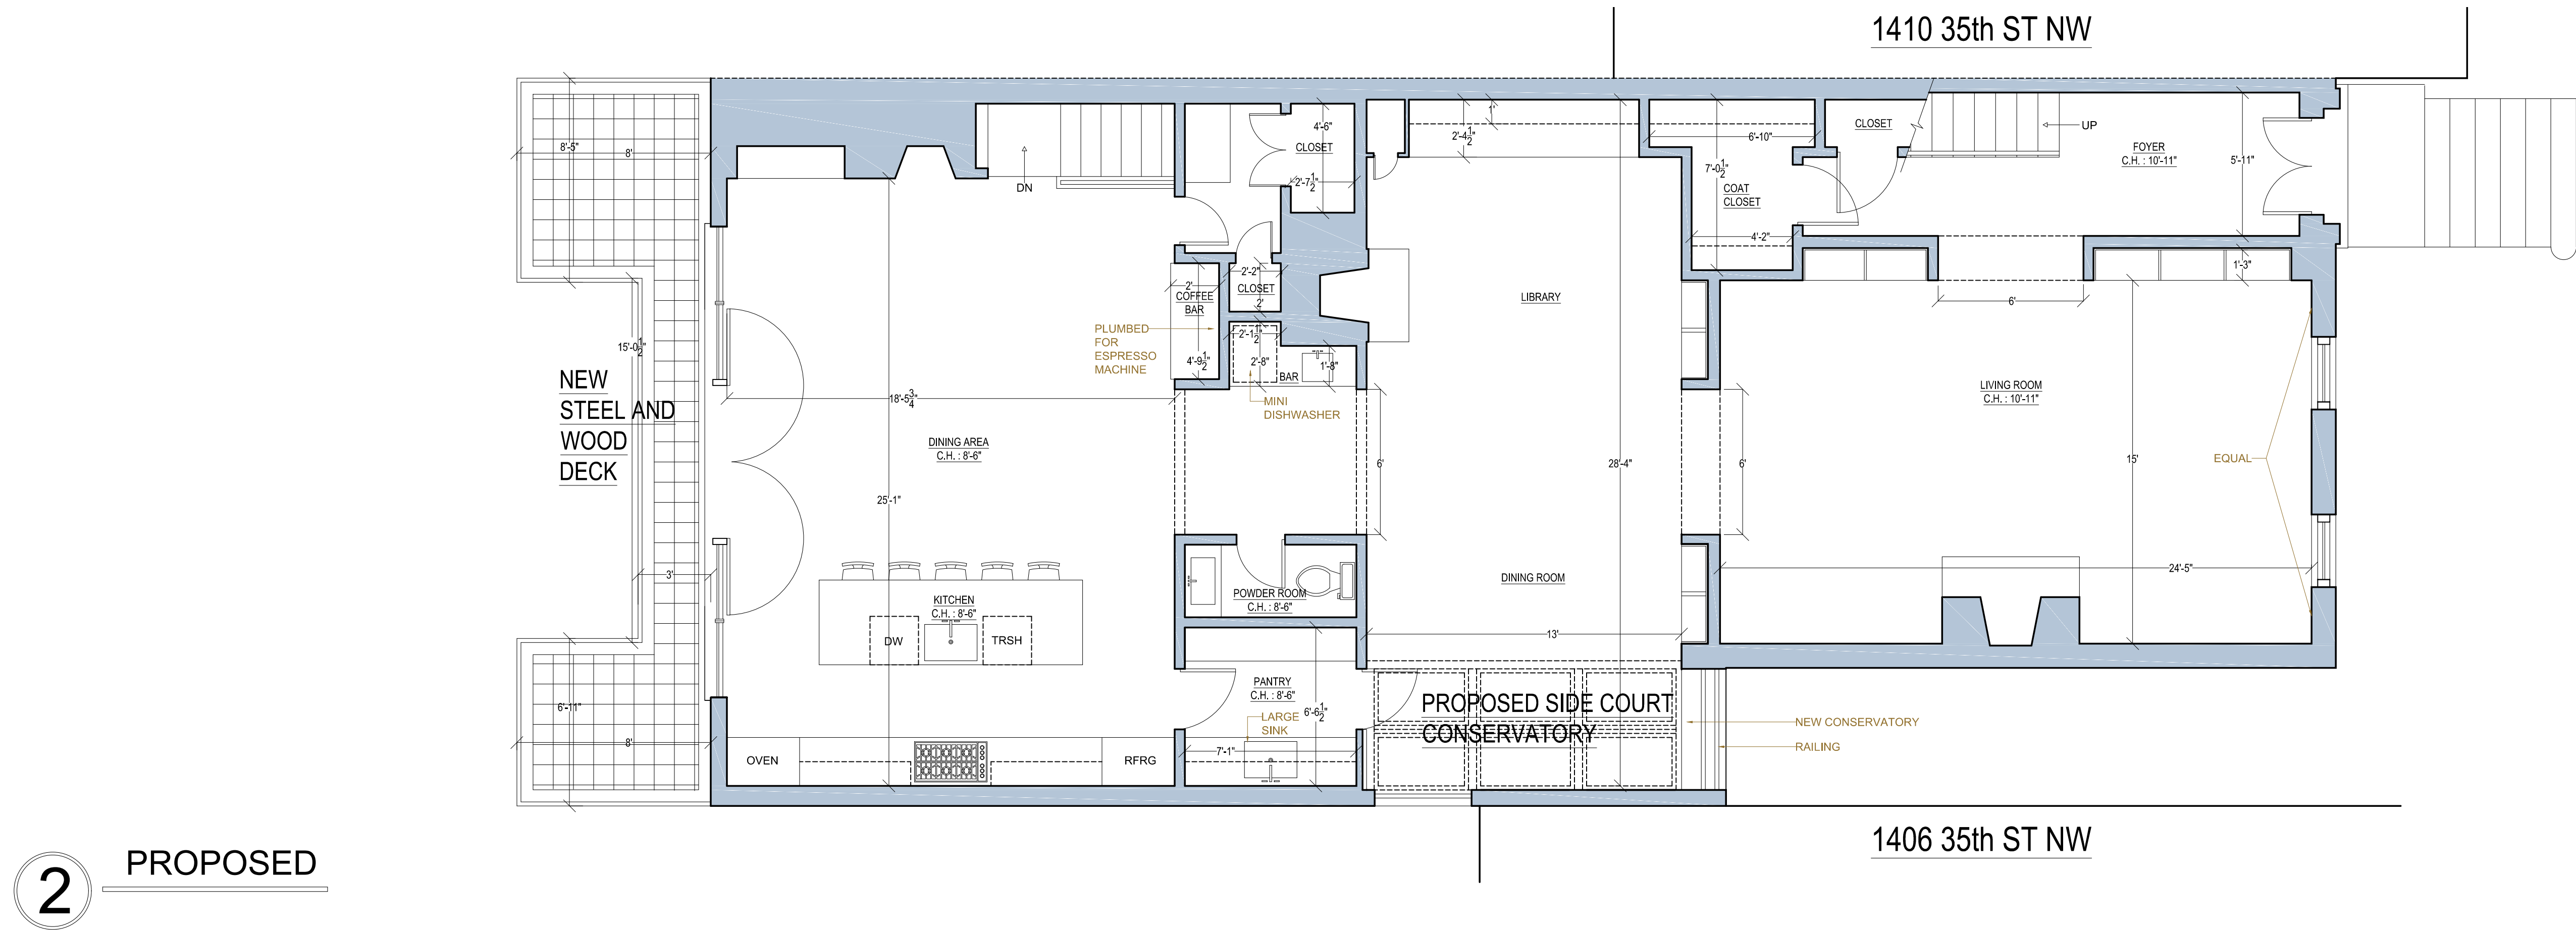 1410 35th ST NW
8'-5"
8'
DN
4'-6"
CLOSET
2'-7 1/2"
2'-4 1/2"
1'
6'-10"
7'-0 1/2"
COAT
CLOSET
4'-2"
CLOSET
UP
FOYER
C.H. : 10'-11"
5'-11"
1'-3"
6'
2'
COFFEE
BAR
4'-9 1/2"
2'-2"
CLOSET
2'
PLUMBED
FOR
ESPRESSO
MACHINE
2'-1 1/2"
2'-8"
BAR
1'-8"
MINI
DISHWASHER
LIBRARY
LIVING ROOM
C.H. : 10'-11"
15'-0 1/2"
NEW
STEEL AND
WOOD
DECK
18'-5 3/4"
DINING AREA
C.H. : 8'-6"
25'-1"
6'
28'-4"
6'
15'
EQUAL
3'
KITCHEN
C.H. : 8'-6"
DW
TRSH
POWDER ROOM
C.H. : 8'-6"
DINING ROOM
24'-5"
13'
PANTRY
C.H. : 8'-6"
6'-6 1/2"
LARGE
SINK
7'-1"
PROPOSED SIDE COURT
CONSERVATORY
NEW CONSERVATORY
RAILING
6'-11"
8'
OVEN
RFRG
1406 35th ST NW
2
PROPOSED